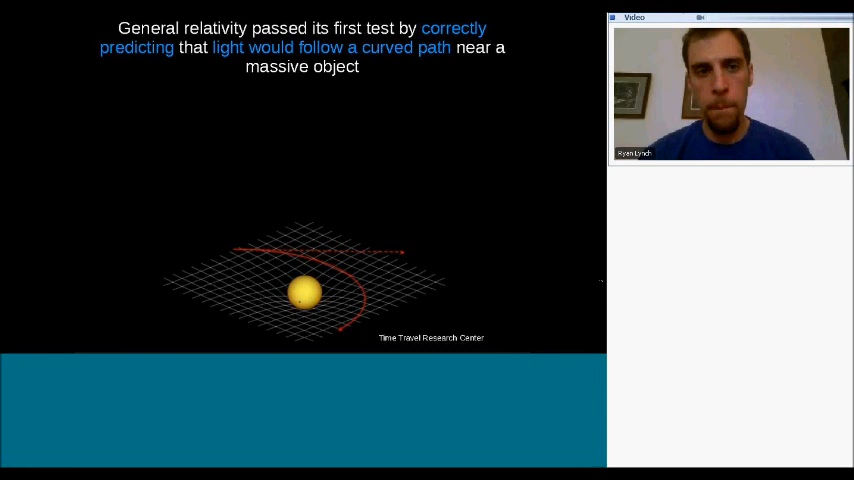 General relativity passed its first test by correctly
predicting that light would follow a curved path near a
massive object
Time Travel Research Center
Video
Ryan Lynch